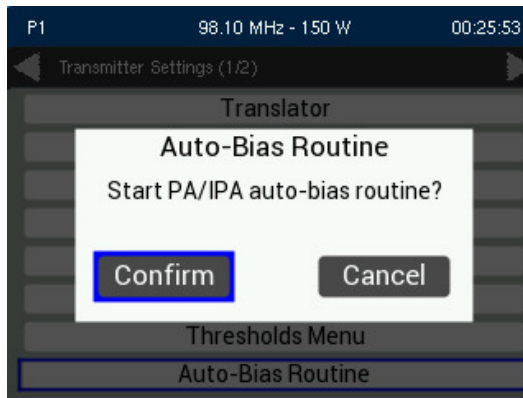 P1 98.10 MHz - 150 W 00:25:53
Transmitter Settings (1/2)
Translator
Auto-Bias Routine
Start PA/IPA auto-bias routine?
Confirm Cancel
Thresholds Menu
Auto-Bias Routine